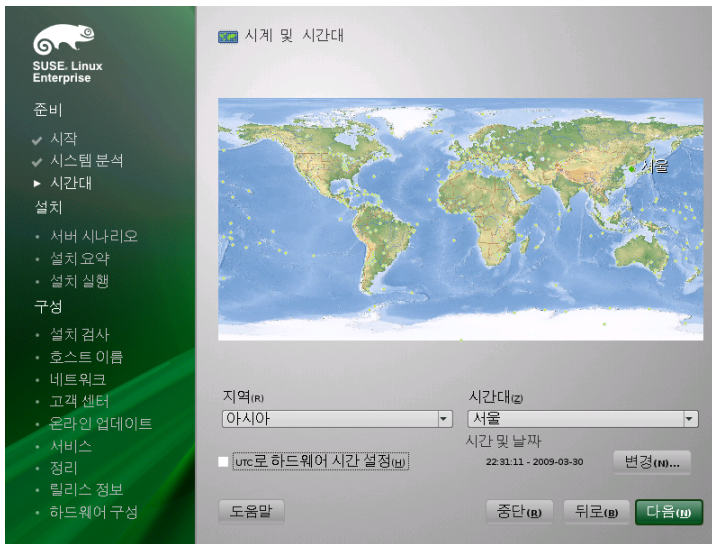 SUSE. Linux
Enterprise
준비
시작
시스템 분석
시간대
설치
서버 시나리오
설치 요약
설치 실행
구성
설치 검사
호스트 이름
네트워크
고객 센터
온라인 업데이트
서비스
정리
릴리스 정보
하드웨어 구성
시계 및 시간대
서울
지역(R)
아시아
시간대(Z)
서울
시간 및 날짜
UTC로 하드웨어 시간 설정(H)
22:31:11 - 2009-03-30
변경(N)...
도움말
중단(R)
뒤로(B)
다음(N)